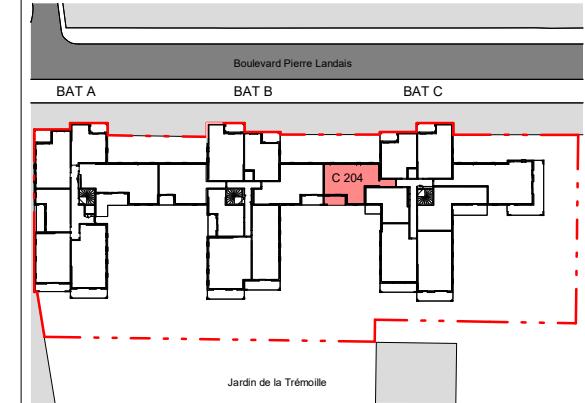 Boulevard Pierre Landais
BAT A
BAT B
BAT C
C 204
Jardin de la Trémoille